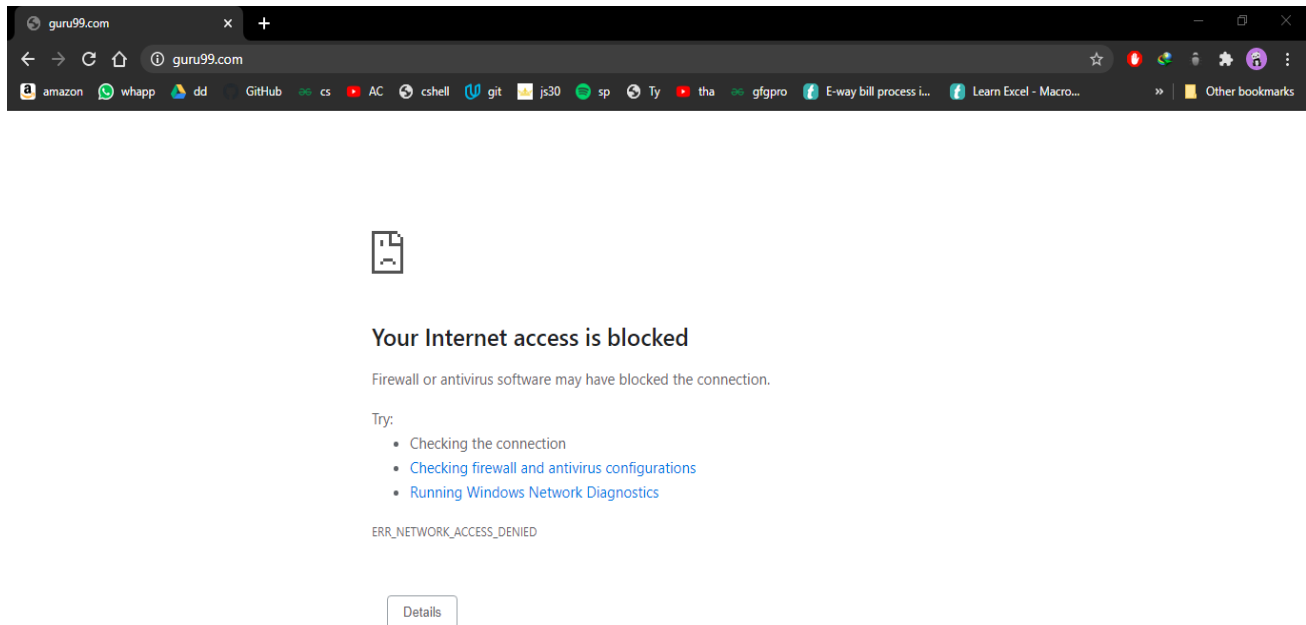 guru99.com
guru99.com
amazon whapp dd GitHub cs AC cshell git js30 sp Ty tha gfgpro E-way bill process i... Learn Excel - Macro... » Other bookmarks
Your Internet access is blocked
Firewall or antivirus software may have blocked the connection.
Try:
• Checking the connection
• Checking firewall and antivirus configurations
• Running Windows Network Diagnostics
ERR_NETWORK_ACCESS_DENIED
Details